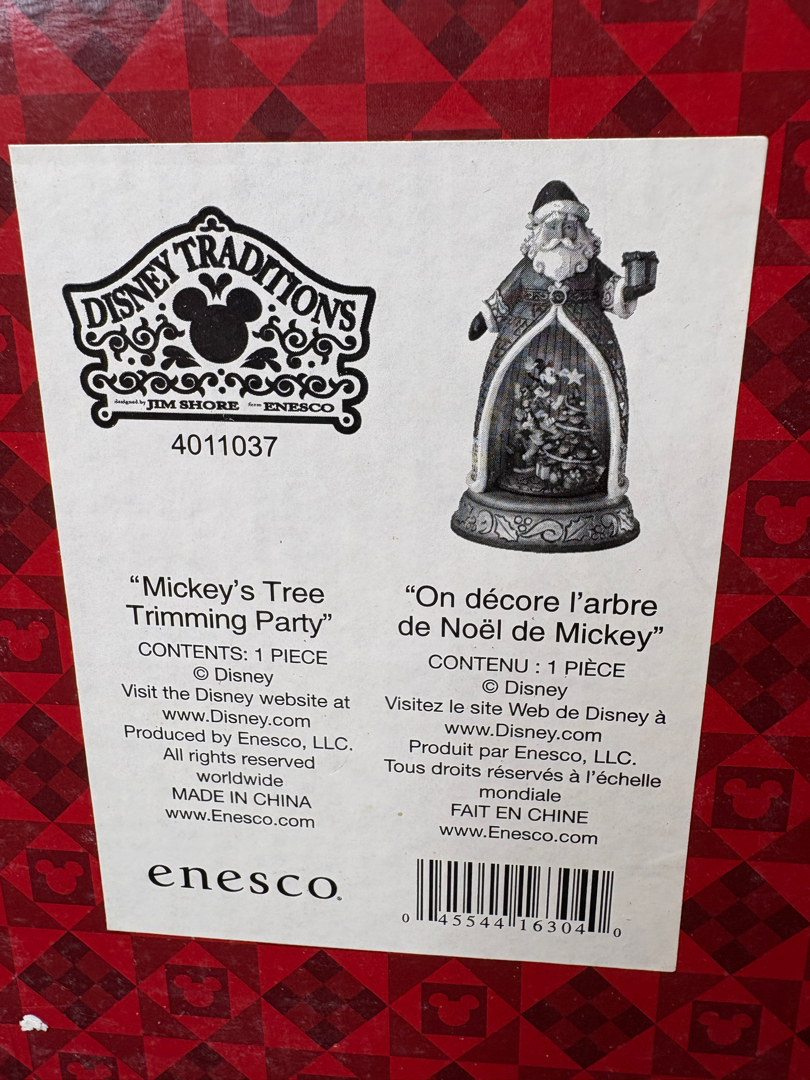 DISNEY TRADITIONS
designed by JIM SHORE from ENESCO
4011037
“Mickey’s Tree
Trimming Party”
CONTENTS: 1 PIECE
© Disney
Visit the Disney website at
www.Disney.com
Produced by Enesco, LLC.
All rights reserved
worldwide
MADE IN CHINA
www.Enesco.com
enesco.
“On décore l’arbre
de Noël de Mickey”
CONTENU : 1 PIÈCE
© Disney
Visitez le site Web de Disney à
www.Disney.com
Produit par Enesco, LLC.
Tous droits réservés à l’échelle
mondiale
FAIT EN CHINE
www.Enesco.com
0 45544 16304 0